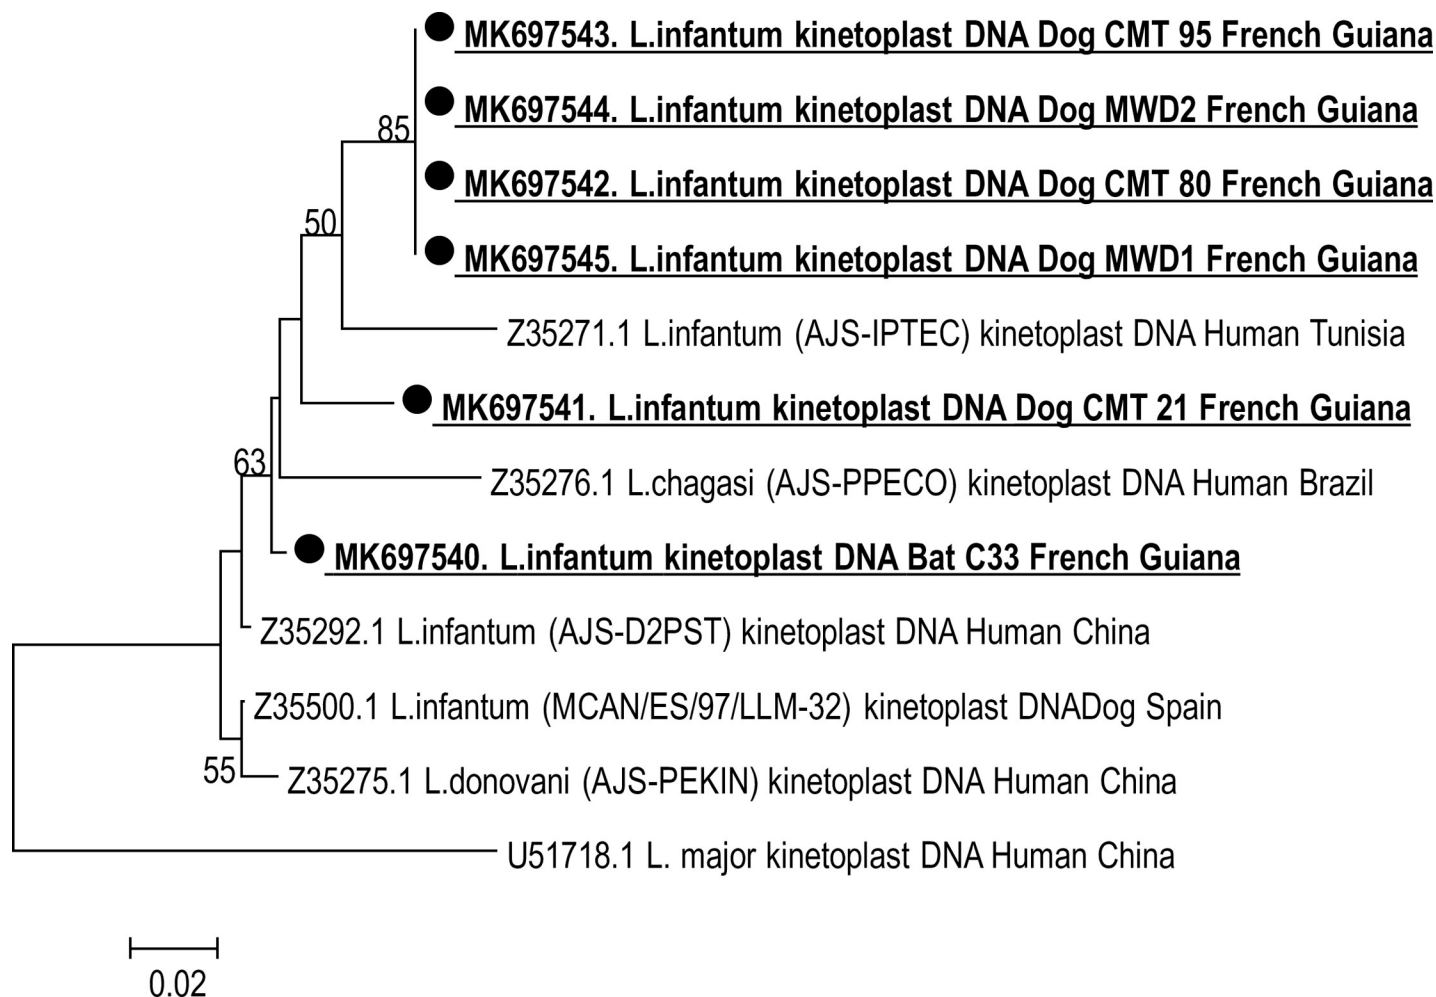 MK697543. L.infantum kinetoplast DNA Dog CMT 95 French Guiana
MK697544. L.infantum kinetoplast DNA Dog MWD2 French Guiana
85
MK697542. L.infantum kinetoplast DNA Dog CMT 80 French Guiana
50
MK697545. L.infantum kinetoplast DNA Dog MWD1 French Guiana
Z35271.1 L.infantum (AJS-IPTEC) kinetoplast DNA Human Tunisia
MK697541. L.infantum kinetoplast DNA Dog CMT 21 French Guiana
63
Z35276.1 L.chagasi (AJS-PPECO) kinetoplast DNA Human Brazil
MK697540. L.infantum kinetoplast DNA Bat C33 French Guiana
Z35292.1 L.infantum (AJS-D2PST) kinetoplast DNA Human China
Z35500.1 L.infantum (MCAN/ES/97/LLM-32) kinetoplast DNADog Spain
55
Z35275.1 L.donovani (AJS-PEKIN) kinetoplast DNA Human China
U51718.1 L. major kinetoplast DNA Human China
0.02